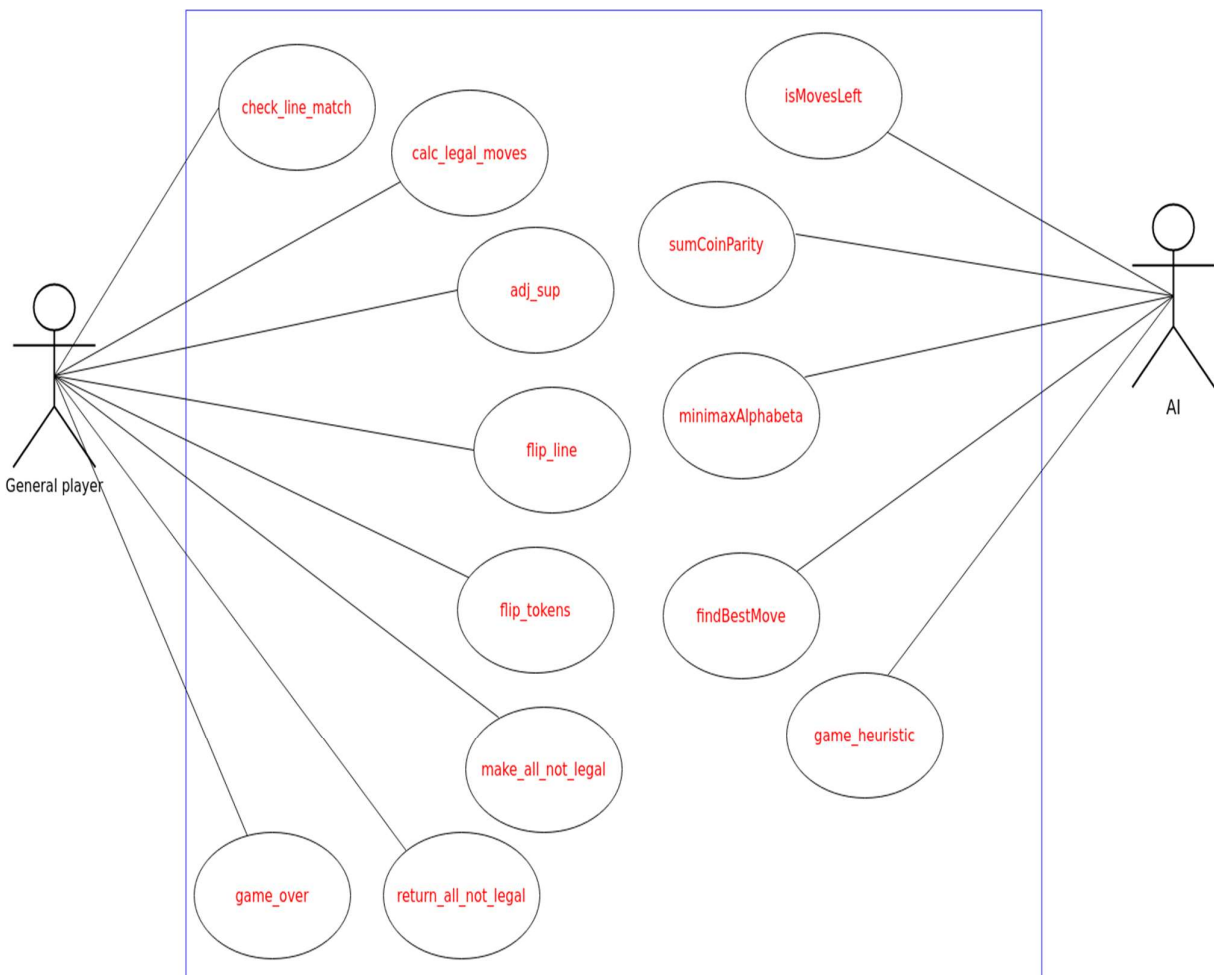 check_line_match
calc_legal_moves
adj_sup
flip_line
flip_tokens
make_all_not_legal
return_all_not_legal
game_over
General player
isMovesLeft
sumCoinParity
minimaxAlphabeta
findBestMove
game_heuristic
AI